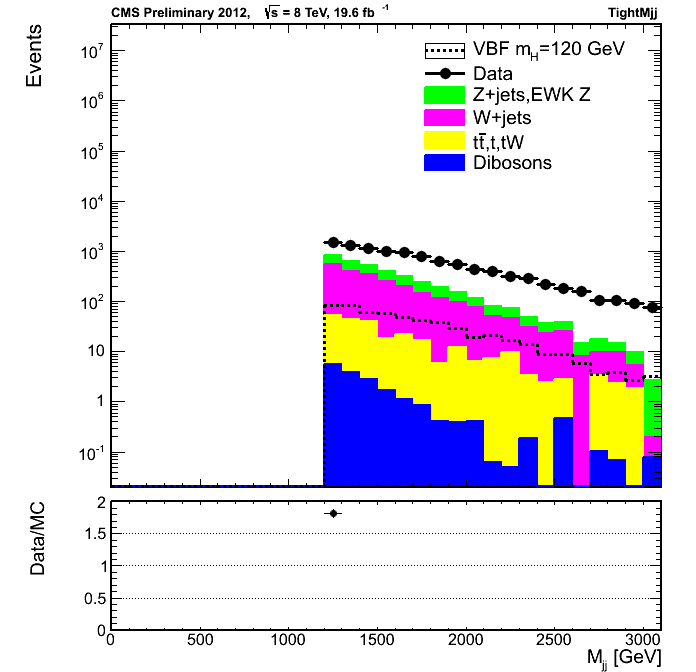 CMS Preliminary 2012, √s = 8 TeV, 19.6 fb⁻¹ TightMjj
Events
10⁷
10⁶
10⁵
10⁴
10³
10²
10
1
10⁻¹
VBF m_H=120 GeV
Data
Z+jets,EWK Z
W+jets
tt̄,t,tW
Dibosons
Data/MC
2
1.5
1
0.5
0
0 500 1000 1500 2000 2500 3000
M_jj [GeV]